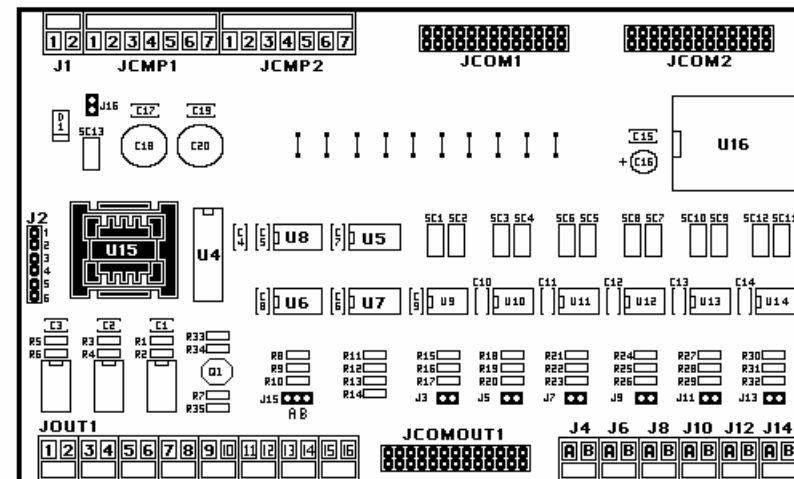 1 2 1 2 3 4 5 6 7 1 2 3 4 5 6 7
J1 JCMP1 JCMP2 JCOM1 JCOM2
J16 C17 C19
D1
SC13 C18 C20 C15 U16
+ C16
J2
1
2
3
4
5
6
U15 U4 C4 C5 U8 C7 U5 SC1 SC2 SC3 SC4 SC6 SC5 SC8 SC7 SC10 SC9 SC12 SC11
C10 C11 C12 C13 C14
C8 U6 C6 U7 C9 U9 U10 U11 U12 U13 U14
C3 C2 C1
R5 R3 R1 R33
R6 R4 R2 R34
Q1
R7
R35
R8 R11 R15 R18 R21 R24 R27 R30
R9 R12 R16 R19 R22 R25 R28 R31
R10 R13 R17 R20 R23 R26 R29 R32
R14
J15 J3 J5 J7 J9 J11 J13
A B
JOUT1 JCOMOUT1 J4 J6 J8 J10 J12 J14
1 2 3 4 5 6 7 8 9 10 11 12 13 14 15 16 A B A B A B A B A B A B